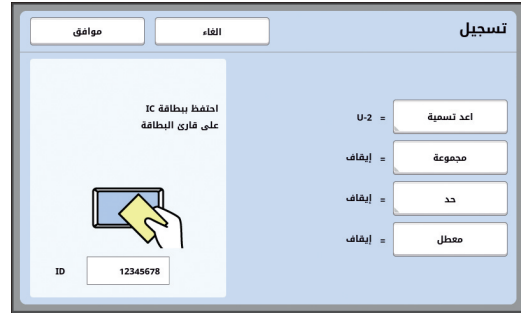 تسجيل
الغاء
موافق
اعد تسمية = U-2
مجموعة = إيقاف
حد = إيقاف
معطل = إيقاف
احتفظ ببطاقة IC
على قارئ البطاقة
ID 12345678